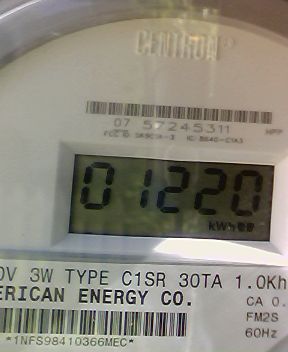 CENTRON
07 57245311
01220
kWh
0V 3W TYPE C1SR 30TA 1.0Kh
ERICAN ENERGY CO.
CA 0.
FM2S
60Hz
*1NFS98410366MEC*